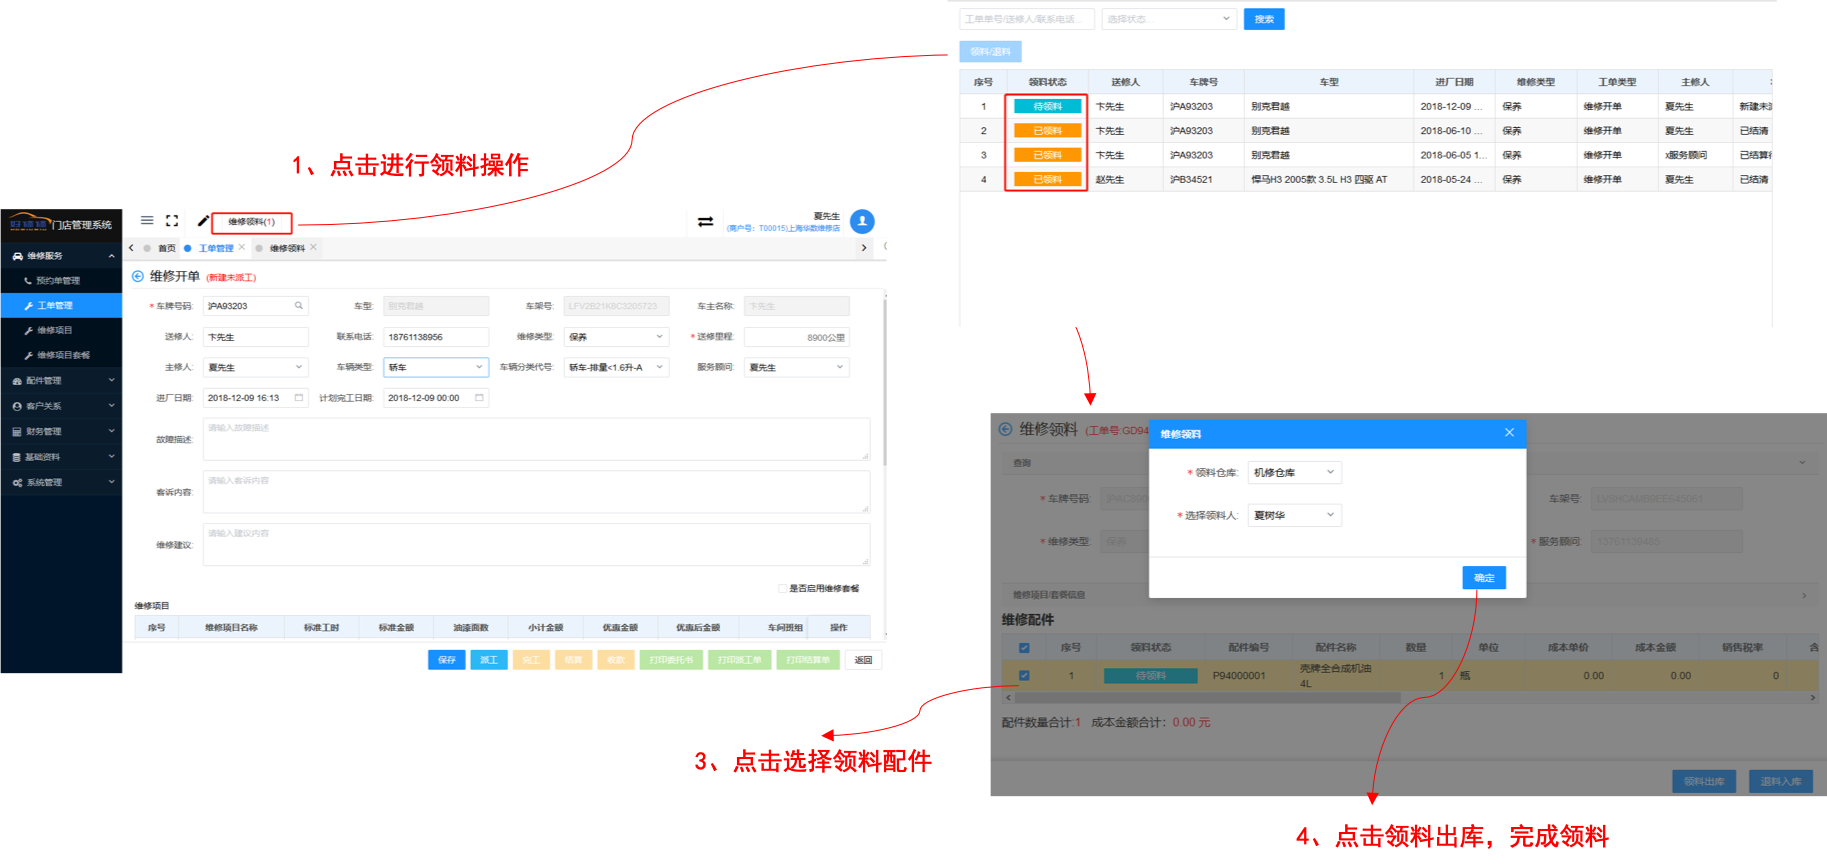 工单单号/送修人/联系电话...
选择状态...
搜索
领料/退料
序号 领料状态 送修人 车牌号 车型 进厂日期 维修类型 工单类型 主修人
1 待领料 卞先生 沪A93203 别克君越 2018-12-09 ... 保养 维修开单 夏先生 新建未派
2 已领料 卞先生 沪A93203 别克君越 2018-06-10 ... 保养 维修开单 夏先生 已结清
3 已领料 卞先生 沪A93203 别克君越 2018-06-05 1... 保养 维修开单 x服务顾问 已结算
4 已领料 赵先生 沪B34521 悍马H3 2005款 3.5L H3 四驱 AT 2018-05-24 ... 保养 维修开单 夏先生 已结清
1、点击进行领料操作
门店管理系统
维修领料(1)
夏先生
(商户号：T00015)上海华数维修店
首页 工单管理 维修领料
维修服务
预约单管理
工单管理
维修项目
维修项目套餐
配件管理
客户关系
财务管理
基础资料
系统管理
维修开单 (新建未派工)
* 车牌号码: 沪A93203 车型: 别克君越 车架号: LFV2B21K8C3205723 车主名称: 卞先生
送修人: 卞先生 联系电话: 18761138956 维修类型: 保养 * 送修里程: 8900公里
主修人: 夏先生 车辆类型: 轿车 车辆分类代号: 轿车-排量<1.6升-A 服务顾问: 夏先生
进厂日期: 2018-12-09 16:13 计划完工日期: 2018-12-09 00:00
故障描述: 请输入故障描述
客诉内容: 请输入客诉内容
维修建议: 请输入建议内容
是否启用维修套餐
维修项目
序号 维修项目名称 标准工时 标准金额 油漆面数 小计金额 优惠金额 优惠后金额 车间班组 操作
保存 派工 完工 结算 收款 打印委托书 打印派工单 打印结算单 返回
维修领料 (工单号:GD94
查询
* 车牌号码: 车架号:
* 维修类型: 保养 * 服务顾问: 13761139465
维修项目/套餐信息
维修领料
* 领料仓库: 机修仓库
* 选择领料人: 夏树华
确定
维修配件
序号 领料状态 配件编号 配件名称 数量 单位 成本单价 成本金额 销售税率 含
1 待领料 P94000001 壳牌全合成机油 4L 1 瓶 0.00 0.00 0
配件数量合计:1 成本金额合计: 0.00 元
领料出库 退料入库
3、点击选择领料配件
4、点击领料出库，完成领料